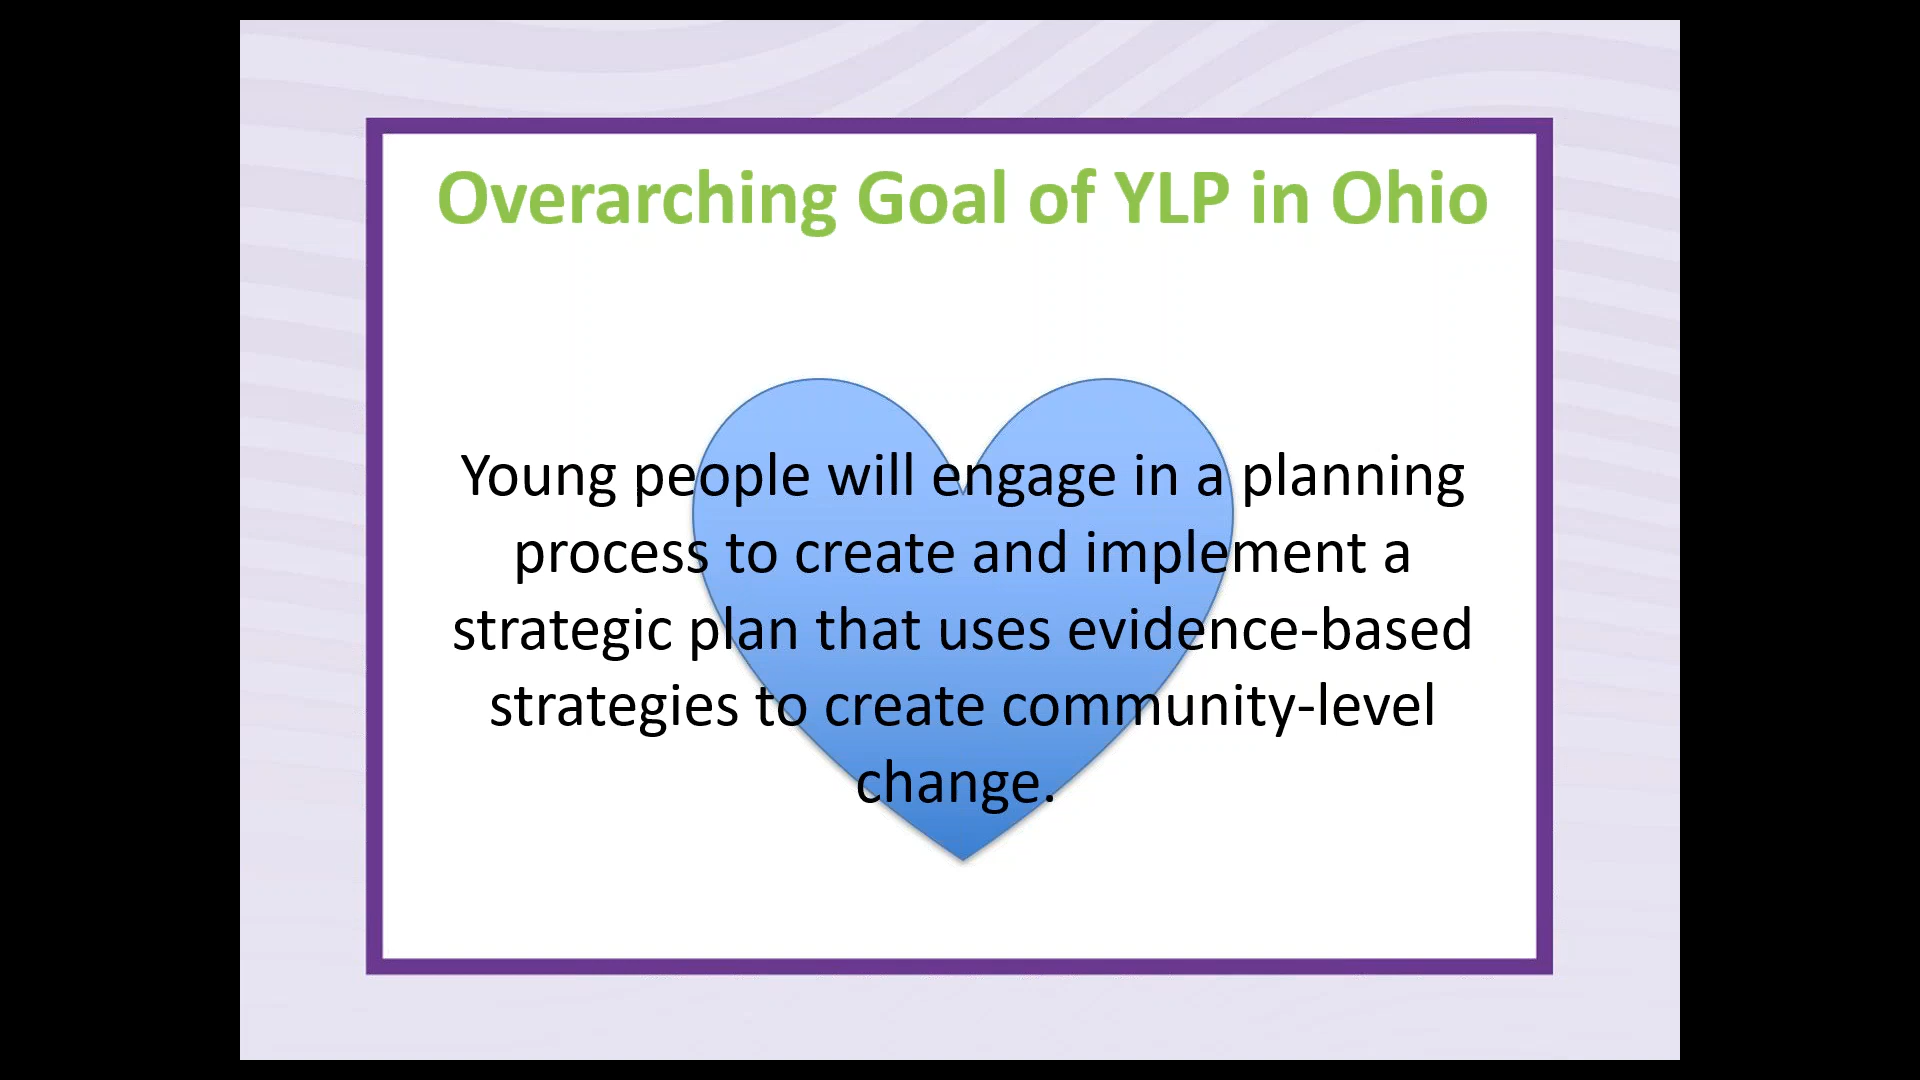 Overarching Goal of YLP in Ohio
Young people will engage in a planning
process to create and implement a
strategic plan that uses evidence-based
strategies to create community-level
change.